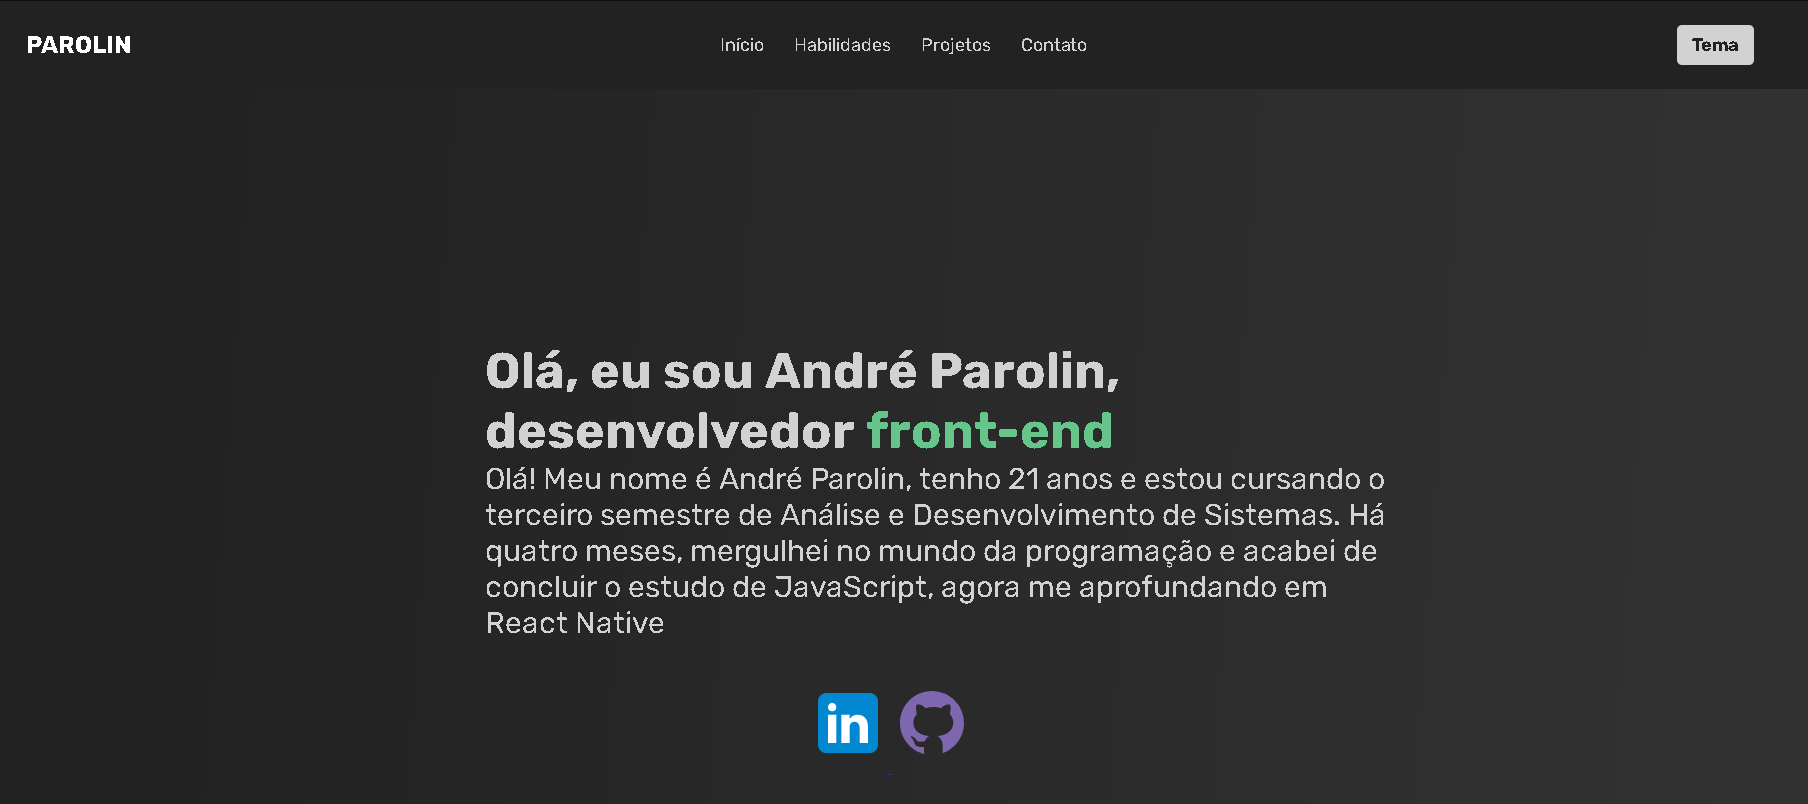 PAROLIN
Início Habilidades Projetos Contato
Tema
Olá, eu sou André Parolin,
desenvolvedor front-end
Olá! Meu nome é André Parolin, tenho 21 anos e estou cursando o
terceiro semestre de Análise e Desenvolvimento de Sistemas. Há
quatro meses, mergulhei no mundo da programação e acabei de
concluir o estudo de JavaScript, agora me aprofundando em
React Native
in